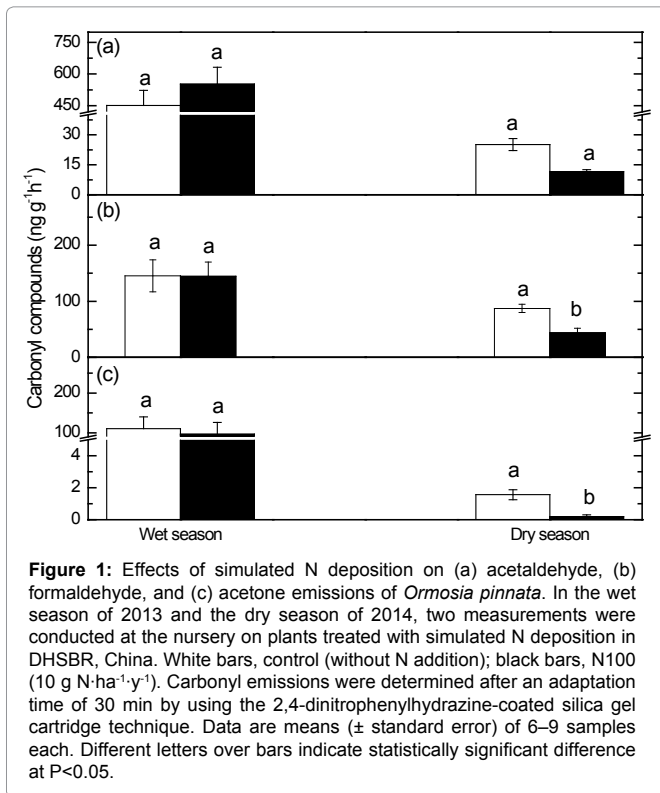 Carbonyl compounds (ng g⁻¹h⁻¹)
(a)
750
600
450
30
15
0
a
a
a
a
(b)
200
100
0
a
a
a
b
(c)
200
100
4
2
0
a
a
a
b
Wet season
Dry season
Figure 1: Effects of simulated N deposition on (a) acetaldehyde, (b)
formaldehyde, and (c) acetone emissions of Ormosia pinnata. In the wet
season of 2013 and the dry season of 2014, two measurements were
conducted at the nursery on plants treated with simulated N deposition in
DHSBR, China. White bars, control (without N addition); black bars, N100
(10 g N·ha⁻¹·y⁻¹). Carbonyl emissions were determined after an adaptation
time of 30 min by using the 2,4-dinitrophenylhydrazine-coated silica gel
cartridge technique. Data are means (± standard error) of 6–9 samples
each. Different letters over bars indicate statistically significant difference
at P<0.05.